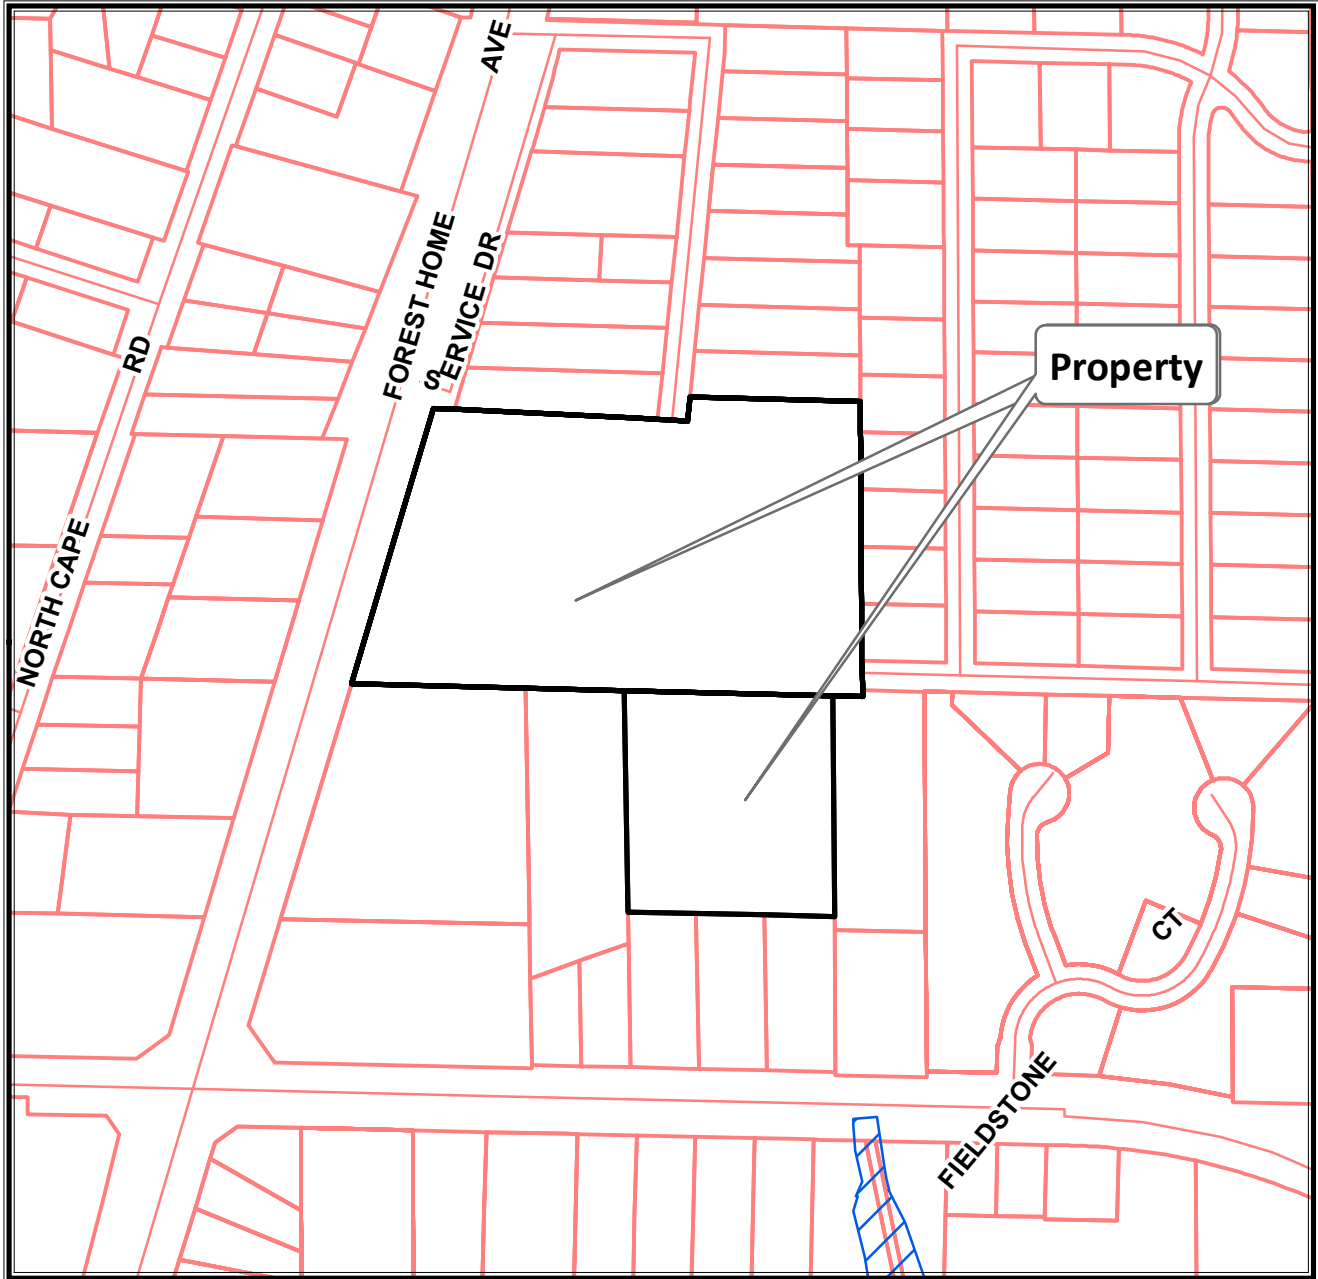 AVE
FOREST HOME
S SERVICE DR
RD
Property
NORTH CAPE
CT
FIELDSTONE